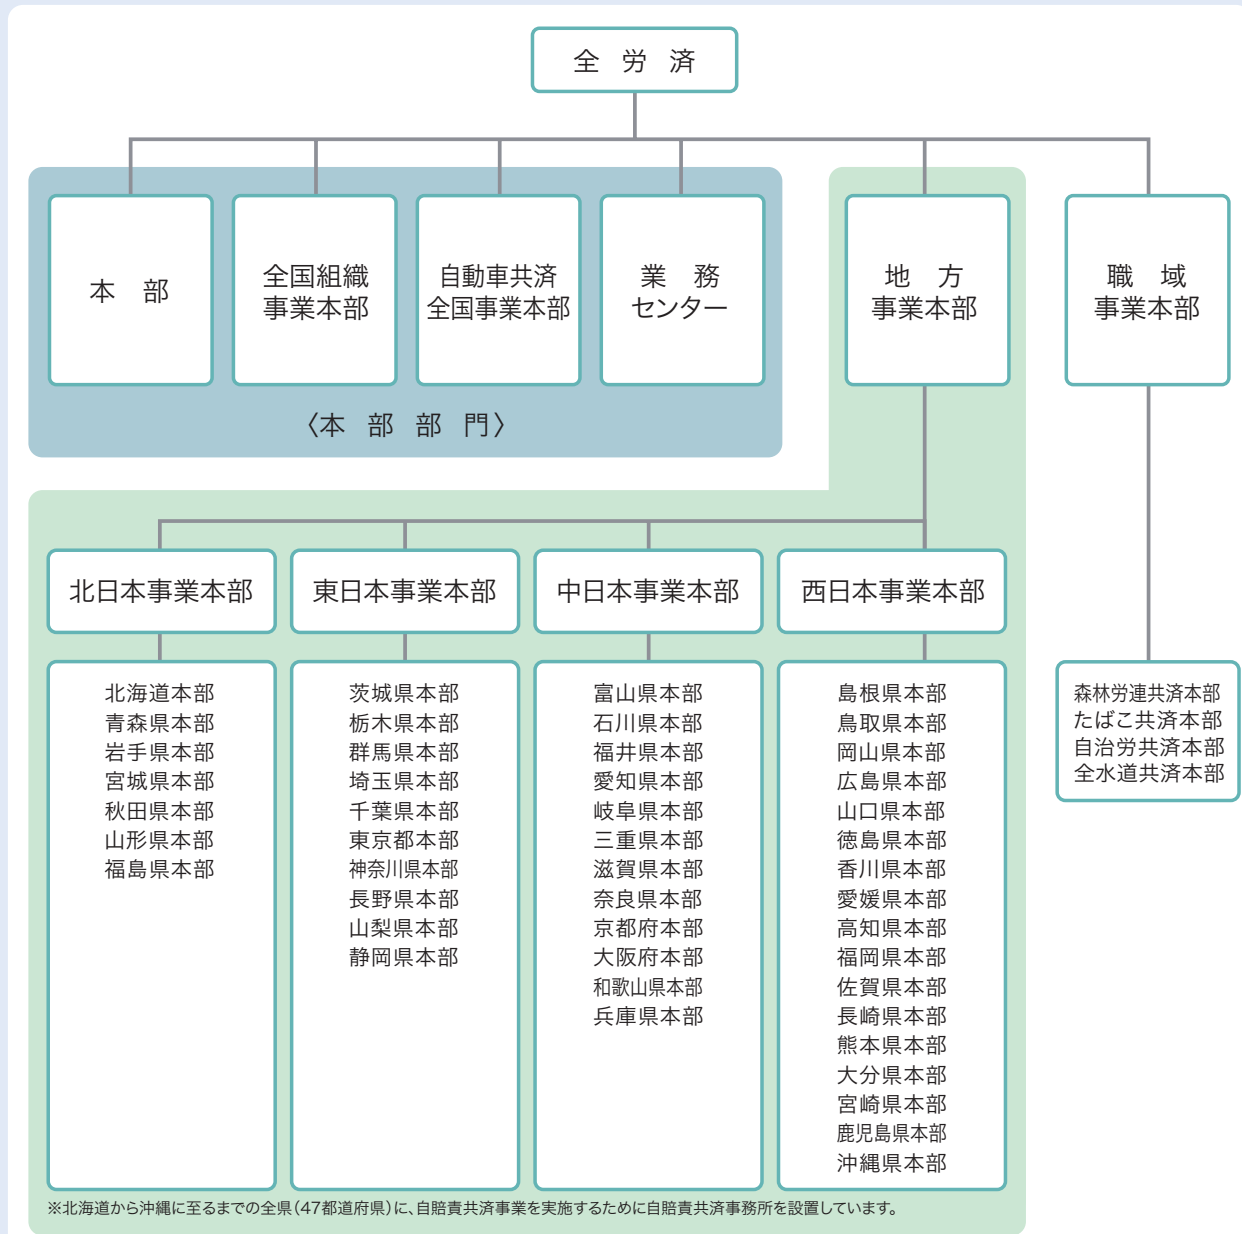 全労済
本部
全国組織
事業本部
自動車共済
全国事業本部
業務
センター
〈本部部門〉
地方
事業本部
職域
事業本部
北日本事業本部
東日本事業本部
中日本事業本部
西日本事業本部
北海道本部
青森県本部
岩手県本部
宮城県本部
秋田県本部
山形県本部
福島県本部
茨城県本部
栃木県本部
群馬県本部
埼玉県本部
千葉県本部
東京都本部
神奈川県本部
長野県本部
山梨県本部
静岡県本部
富山県本部
石川県本部
福井県本部
愛知県本部
岐阜県本部
三重県本部
滋賀県本部
奈良県本部
京都府本部
大阪府本部
和歌山県本部
兵庫県本部
島根県本部
鳥取県本部
岡山県本部
広島県本部
山口県本部
徳島県本部
香川県本部
愛媛県本部
高知県本部
福岡県本部
佐賀県本部
長崎県本部
熊本県本部
大分県本部
宮崎県本部
鹿児島県本部
沖縄県本部
森林労連共済本部
たばこ共済本部
自治労共済本部
全水道共済本部
※北海道から沖縄に至るまでの全県(47都道府県)に、自賠責共済事業を実施するために自賠責共済事務所を設置しています。